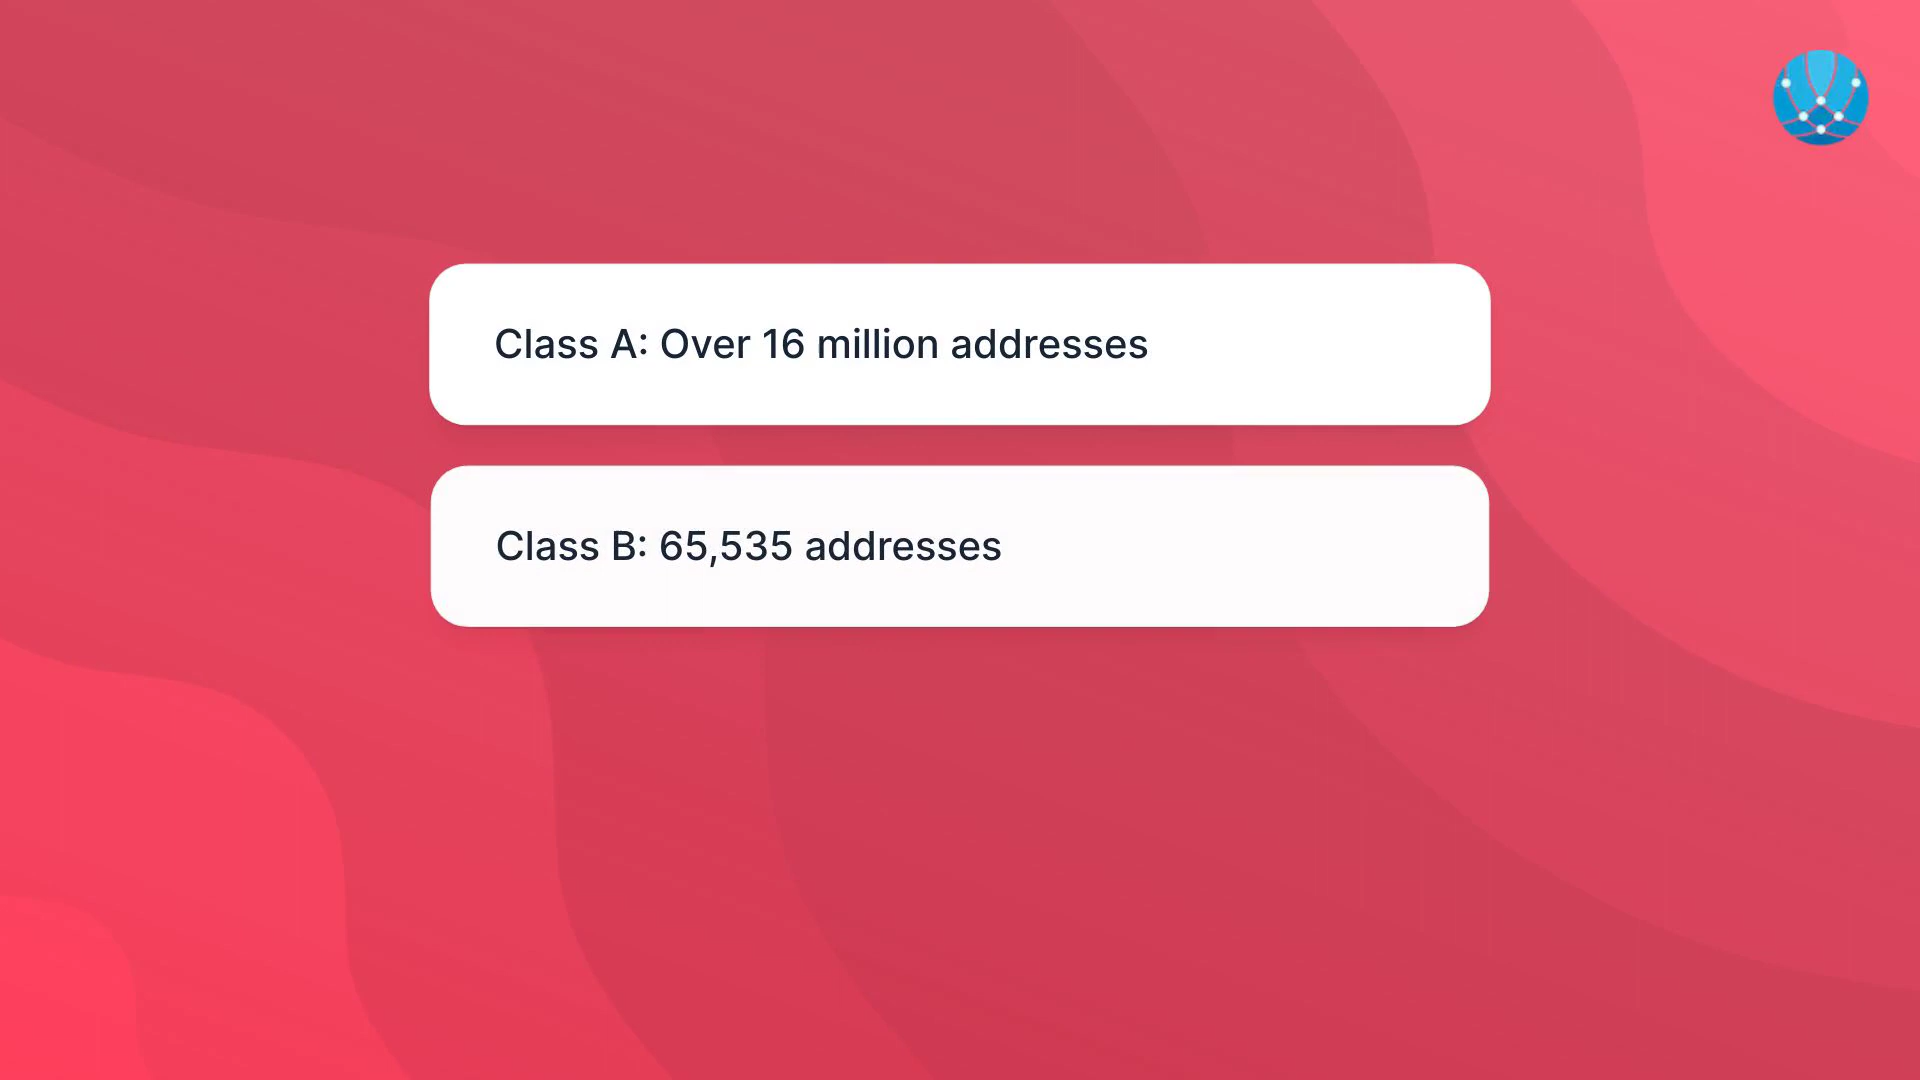 Class A: Over 16 million addresses
Class B: 65,535 addresses